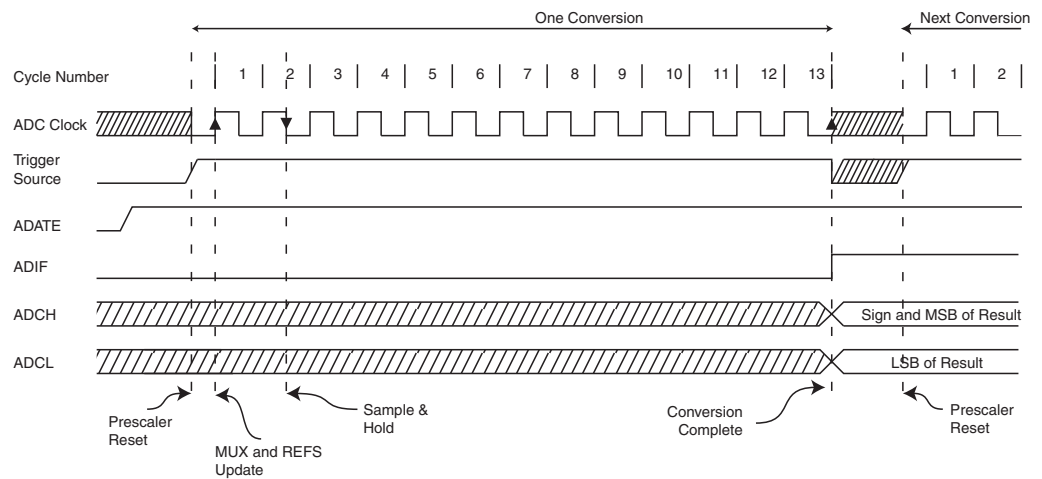 One Conversion
Next Conversion
Cycle Number
1 2 3 4 5 6 7 8 9 10 11 12 13 1 2
ADC Clock
Trigger
Source
ADATE
ADIF
ADCH
Sign and MSB of Result
ADCL
LSB of Result
Prescaler
Reset
MUX and REFS
Update
Sample &
Hold
Conversion
Complete
Prescaler
Reset